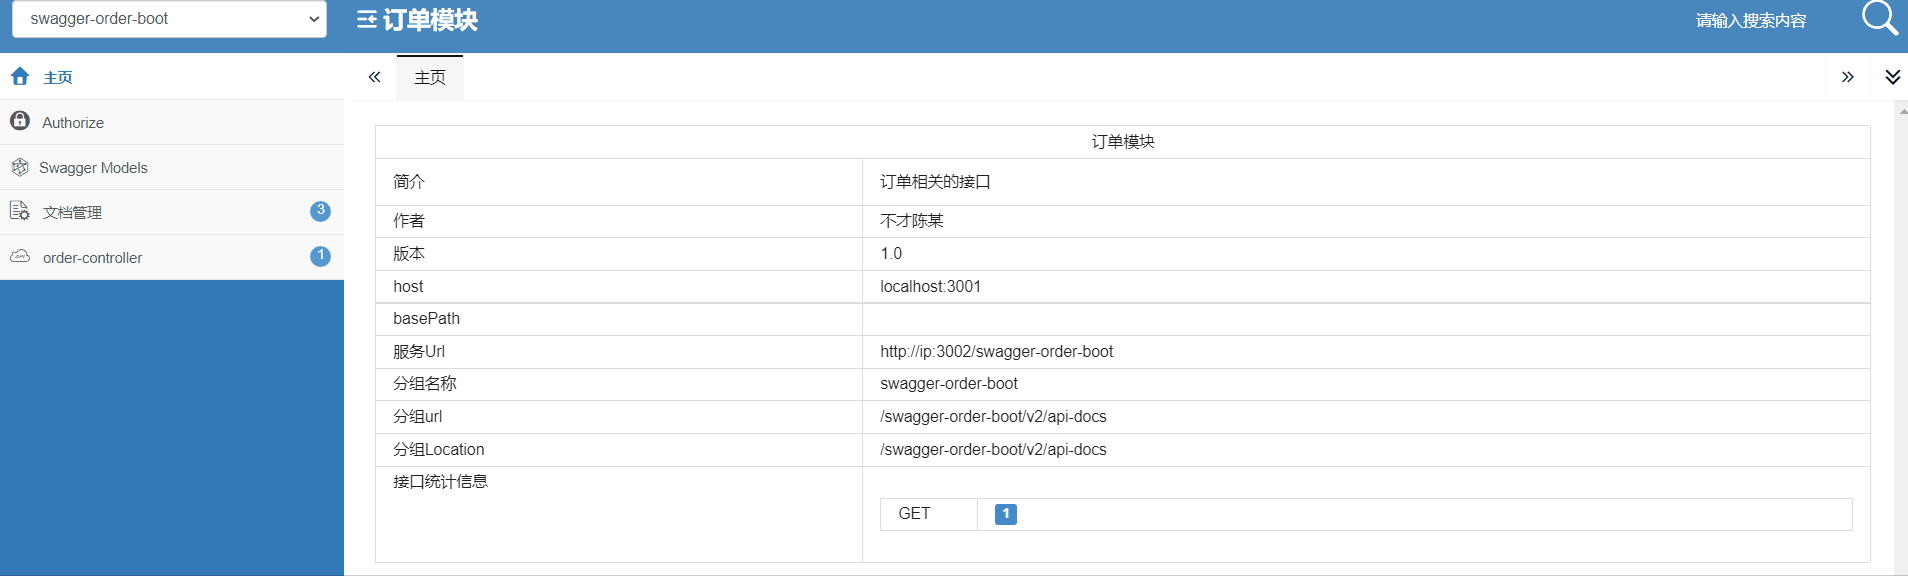 swagger-order-boot
订单模块
请输入搜索内容
主页
Authorize
Swagger Models
文档管理 3
order-controller 1
主页
订单模块
简介 订单相关的接口
作者 不才陈某
版本 1.0
host localhost:3001
basePath
服务Url http://ip:3002/swagger-order-boot
分组名称 swagger-order-boot
分组url /swagger-order-boot/v2/api-docs
分组Location /swagger-order-boot/v2/api-docs
接口统计信息
GET 1